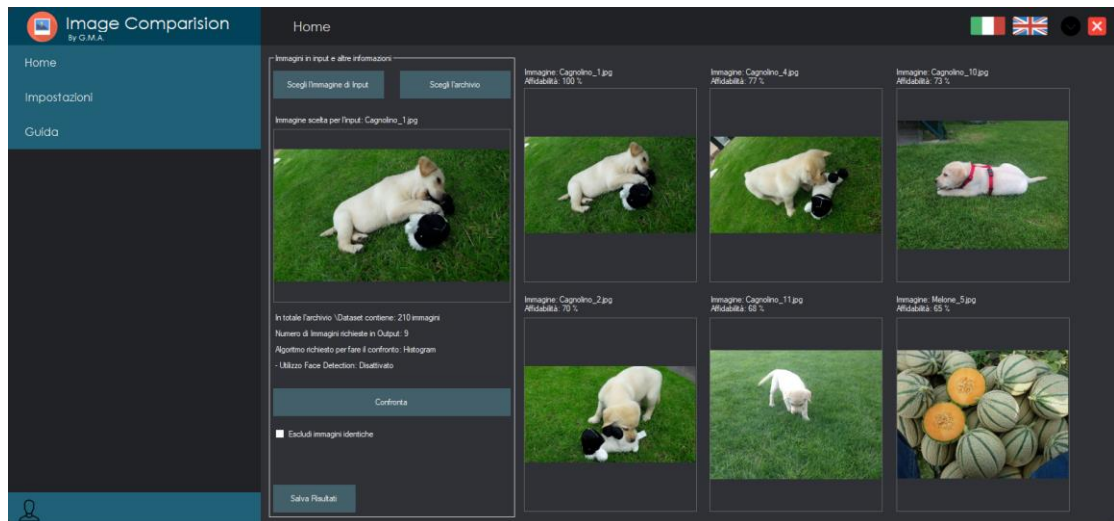 Image Comparision
By G.M.A.
Home
Home
Impostazioni
Guida
Immagini in input e altre informazioni
Scegli l'Immagine di Input
Scegli l'archivio
Immagine scelta per l'input: Cagnolino_1.jpg
In totale l'archivio \Dataset contiene: 210 immagini
Numero di Immagini richieste in Output: 9
Algoritmo richiesto per fare il confronto: Histogram
- Utilizzo Face Detection: Disattivato
Confronta
Escludi immagini identiche
Salva Risultati
Immagine: Cagnolino_1.jpg
Affidabilità: 100 %
Immagine: Cagnolino_4.jpg
Affidabilità: 77 %
Immagine: Cagnolino_10.jpg
Affidabilità: 73 %
Immagine: Cagnolino_2.jpg
Affidabilità: 70 %
Immagine: Cagnolino_11.jpg
Affidabilità: 68 %
Immagine: Melone_5.jpg
Affidabilità: 65 %